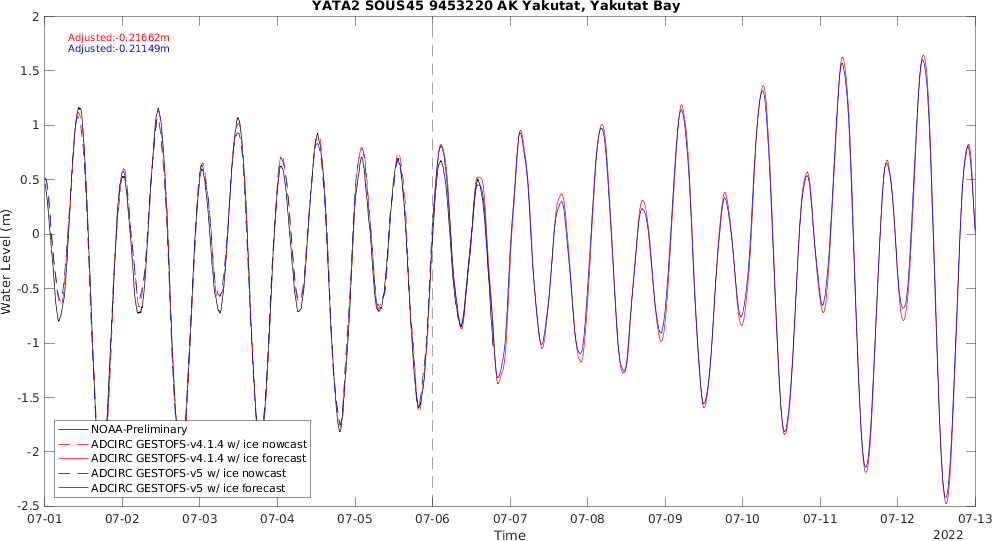 YATA2 SOUS45 9453220 AK Yakutat, Yakutat Bay
Adjusted:-0.21662m
Adjusted:-0.21149m
2
1.5
1
0.5
0
-0.5
-1
-1.5
-2
-2.5
Water Level (m)
NOAA-Preliminary
ADCIRC GESTOFS-v4.1.4 w/ ice nowcast
ADCIRC GESTOFS-v4.1.4 w/ ice forecast
ADCIRC GESTOFS-v5 w/ ice nowcast
ADCIRC GESTOFS-v5 w/ ice forecast
07-01 07-02 07-03 07-04 07-05 07-06 07-07 07-08 07-09 07-10 07-11 07-12 07-13
Time
2022